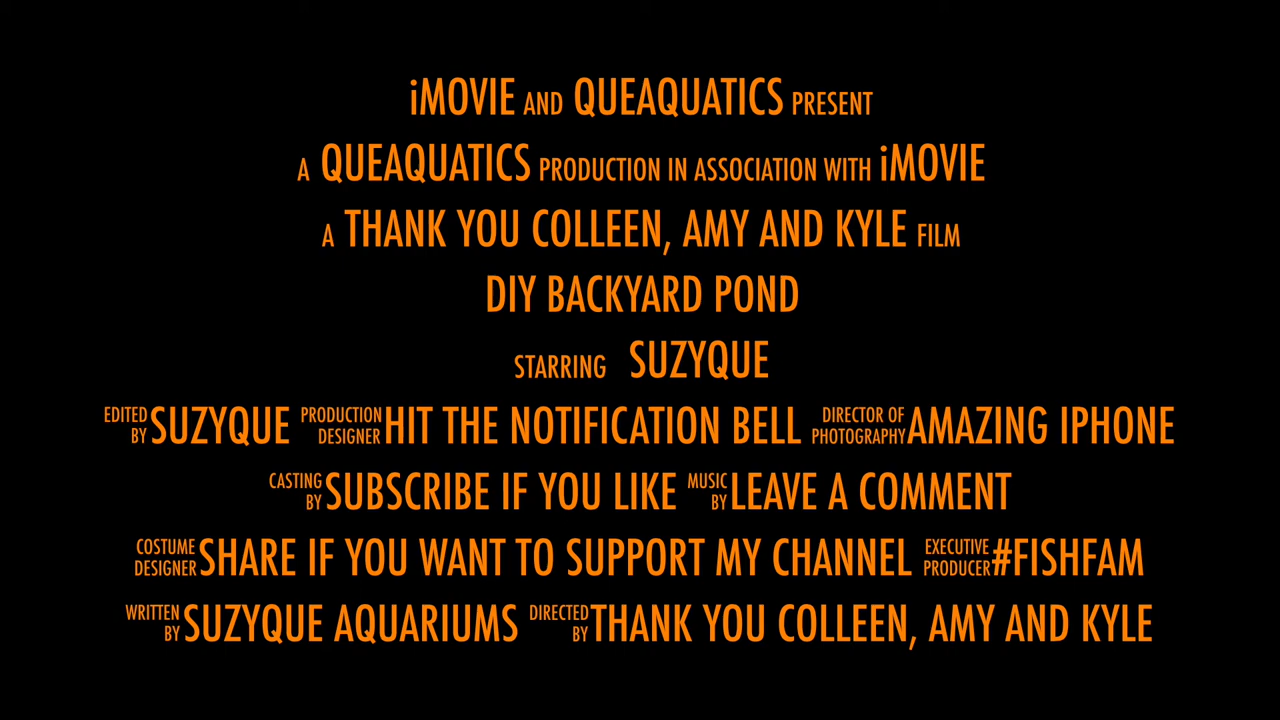 iMOVIE AND QUEAQUATICS PRESENT
A QUEAQUATICS PRODUCTION IN ASSOCIATION WITH iMOVIE
A THANK YOU COLLEEN, AMY AND KYLE FILM
DIY BACKYARD POND
STARRING SUZYQUE
EDITED BY SUZYQUE PRODUCTION DESIGNER HIT THE NOTIFICATION BELL DIRECTOR OF PHOTOGRAPHY AMAZING IPHONE
CASTING BY SUBSCRIBE IF YOU LIKE MUSIC BY LEAVE A COMMENT
COSTUME DESIGNER SHARE IF YOU WANT TO SUPPORT MY CHANNEL EXECUTIVE PRODUCER #FISHFAM
WRITTEN BY SUZYQUE AQUARIUMS DIRECTED BY THANK YOU COLLEEN, AMY AND KYLE